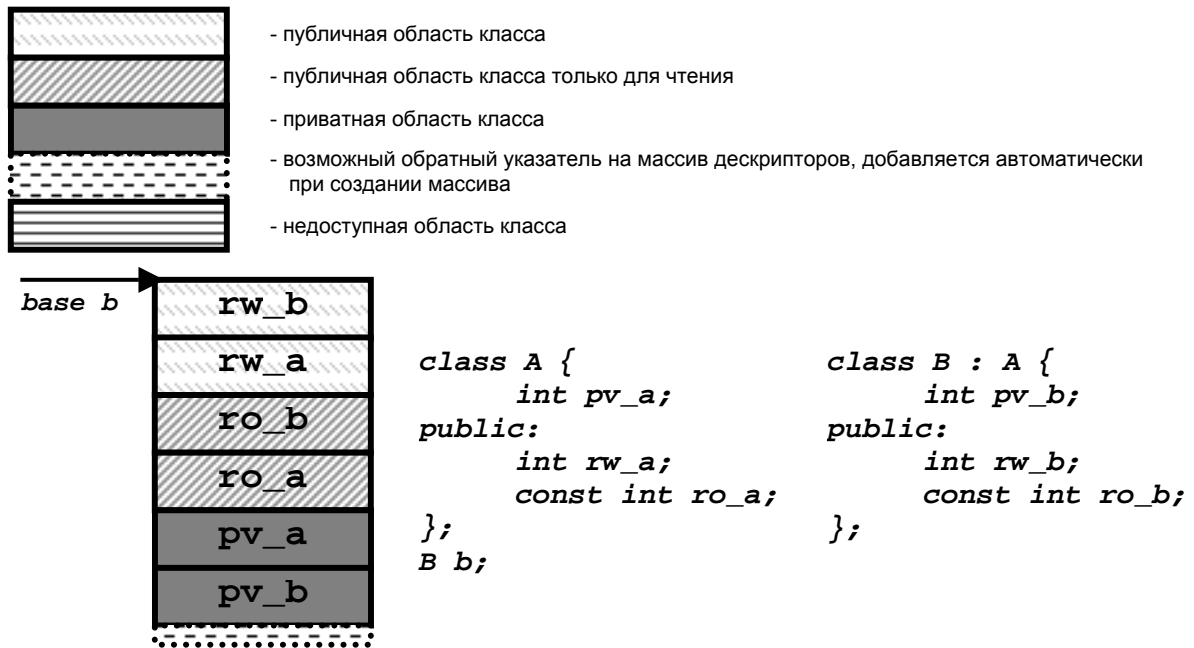 - публичная область класса
- публичная область класса только для чтения
- приватная область класса
- возможный обратный указатель на массив дескрипторов, добавляется автоматически
при создании массива
- недоступная область класса
base b
rw_b
rw_a
ro_b
ro_a
pv_a
pv_b
class A {
int pv_a;
public:
int rw_a;
const int ro_a;
};
B b;
class B : A {
int pv_b;
public:
int rw_b;
const int ro_b;
};